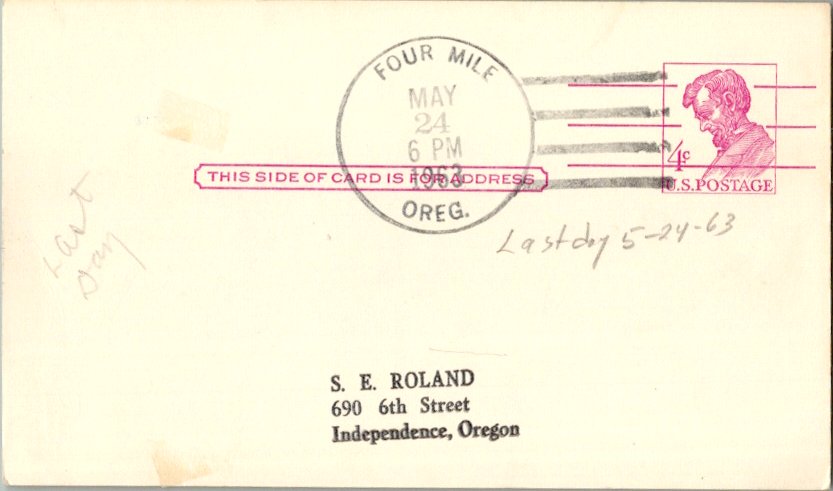 FOUR MILE
MAY
24
6 PM
1963
OREG.
4c
U.S. POSTAGE
THIS SIDE OF CARD IS FOR ADDRESS
Last day 5-24-63
Last
Day
S. E. ROLAND
690 6th Street
Independence, Oregon